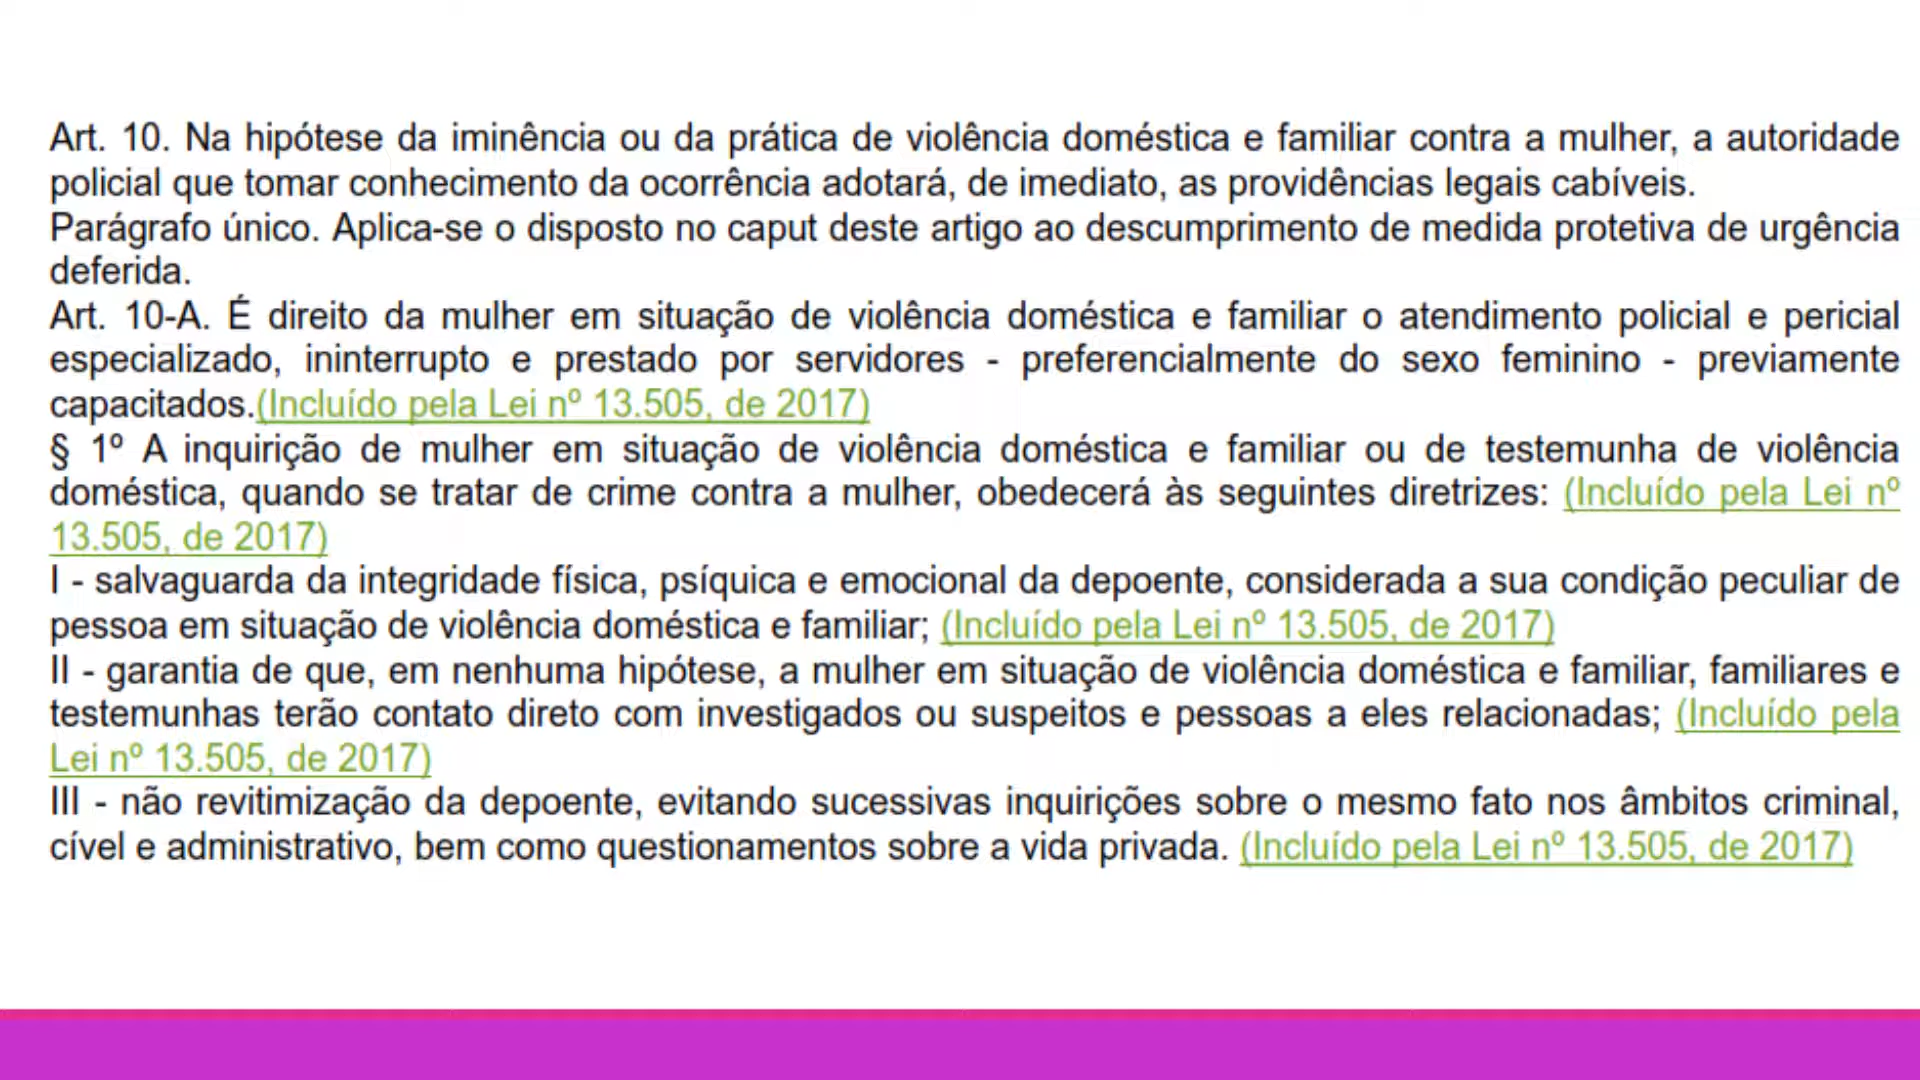 Art. 10. Na hipótese da iminência ou da prática de violência doméstica e familiar contra a mulher, a autoridade
policial que tomar conhecimento da ocorrência adotará, de imediato, as providências legais cabíveis.
Parágrafo único. Aplica-se o disposto no caput deste artigo ao descumprimento de medida protetiva de urgência
deferida.
Art. 10-A. É direito da mulher em situação de violência doméstica e familiar o atendimento policial e pericial
especializado, ininterrupto e prestado por servidores - preferencialmente do sexo feminino - previamente
capacitados.(Incluído pela Lei nº 13.505, de 2017)
§ 1º A inquirição de mulher em situação de violência doméstica e familiar ou de testemunha de violência
doméstica, quando se tratar de crime contra a mulher, obedecerá às seguintes diretrizes: (Incluído pela Lei nº
13.505, de 2017)
I - salvaguarda da integridade física, psíquica e emocional da depoente, considerada a sua condição peculiar de
pessoa em situação de violência doméstica e familiar; (Incluído pela Lei nº 13.505, de 2017)
II - garantia de que, em nenhuma hipótese, a mulher em situação de violência doméstica e familiar, familiares e
testemunhas terão contato direto com investigados ou suspeitos e pessoas a eles relacionadas; (Incluído pela
Lei nº 13.505, de 2017)
III - não revitimização da depoente, evitando sucessivas inquirições sobre o mesmo fato nos âmbitos criminal,
cível e administrativo, bem como questionamentos sobre a vida privada. (Incluído pela Lei nº 13.505, de 2017)